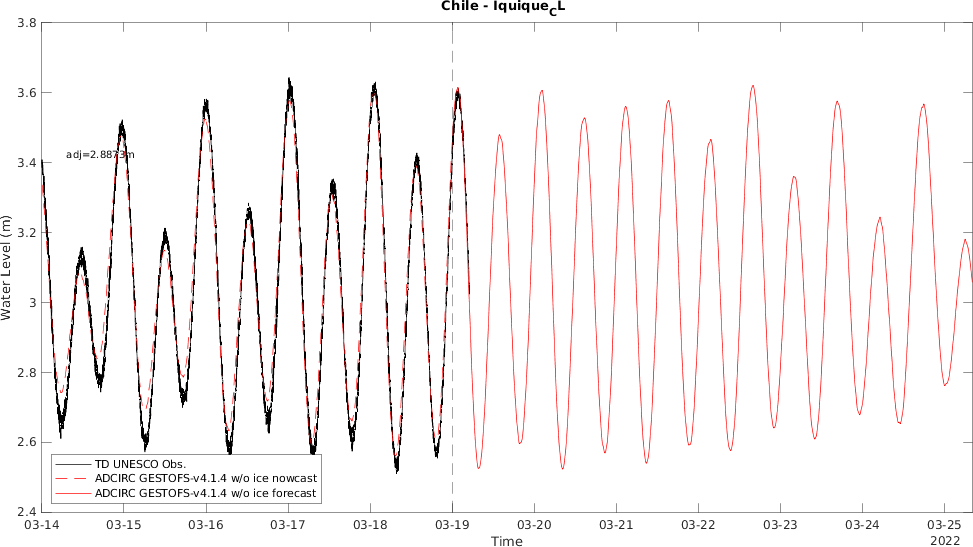 Chile - Iquique_CL
3.8
3.6
3.4
3.2
3
2.8
2.6
2.4
Water Level (m)
adj=2.8873m
TD UNESCO Obs.
ADCIRC GESTOFS-v4.1.4 w/o ice nowcast
ADCIRC GESTOFS-v4.1.4 w/o ice forecast
03-14 03-15 03-16 03-17 03-18 03-19 03-20 03-21 03-22 03-23 03-24 03-25
Time
2022